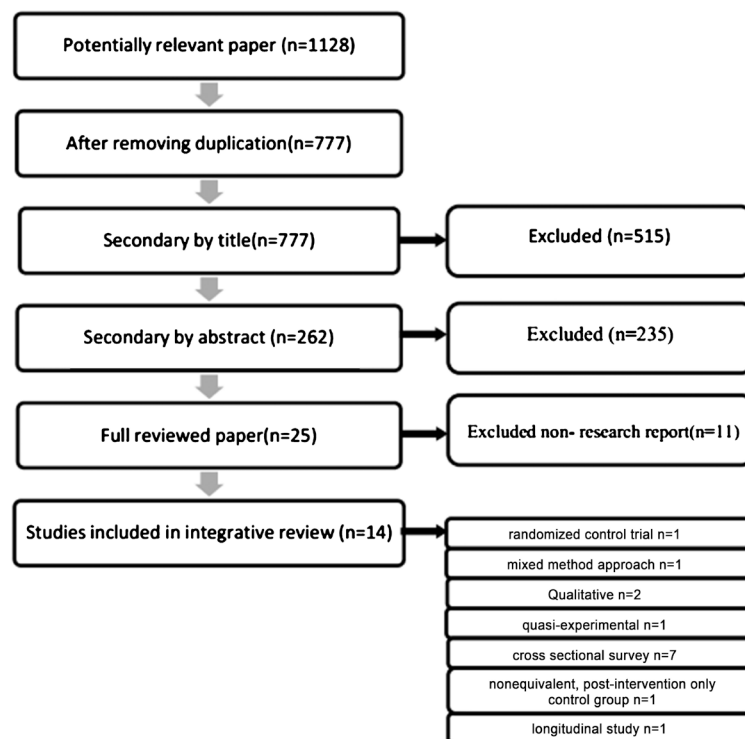 Potentially relevant paper (n=1128)
After removing duplication(n=777)
Secondary by title(n=777)
Excluded (n=515)
Secondary by abstract (n=262)
Excluded (n=235)
Full reviewed paper(n=25)
Excluded non- research report(n=11)
Studies included in integrative review (n=14)
randomized control trial n=1
mixed method approach n=1
Qualitative n=2
quasi-experimental n=1
cross sectional survey n=7
nonequivalent, post-intervention only
control group n=1
longitudinal study n=1